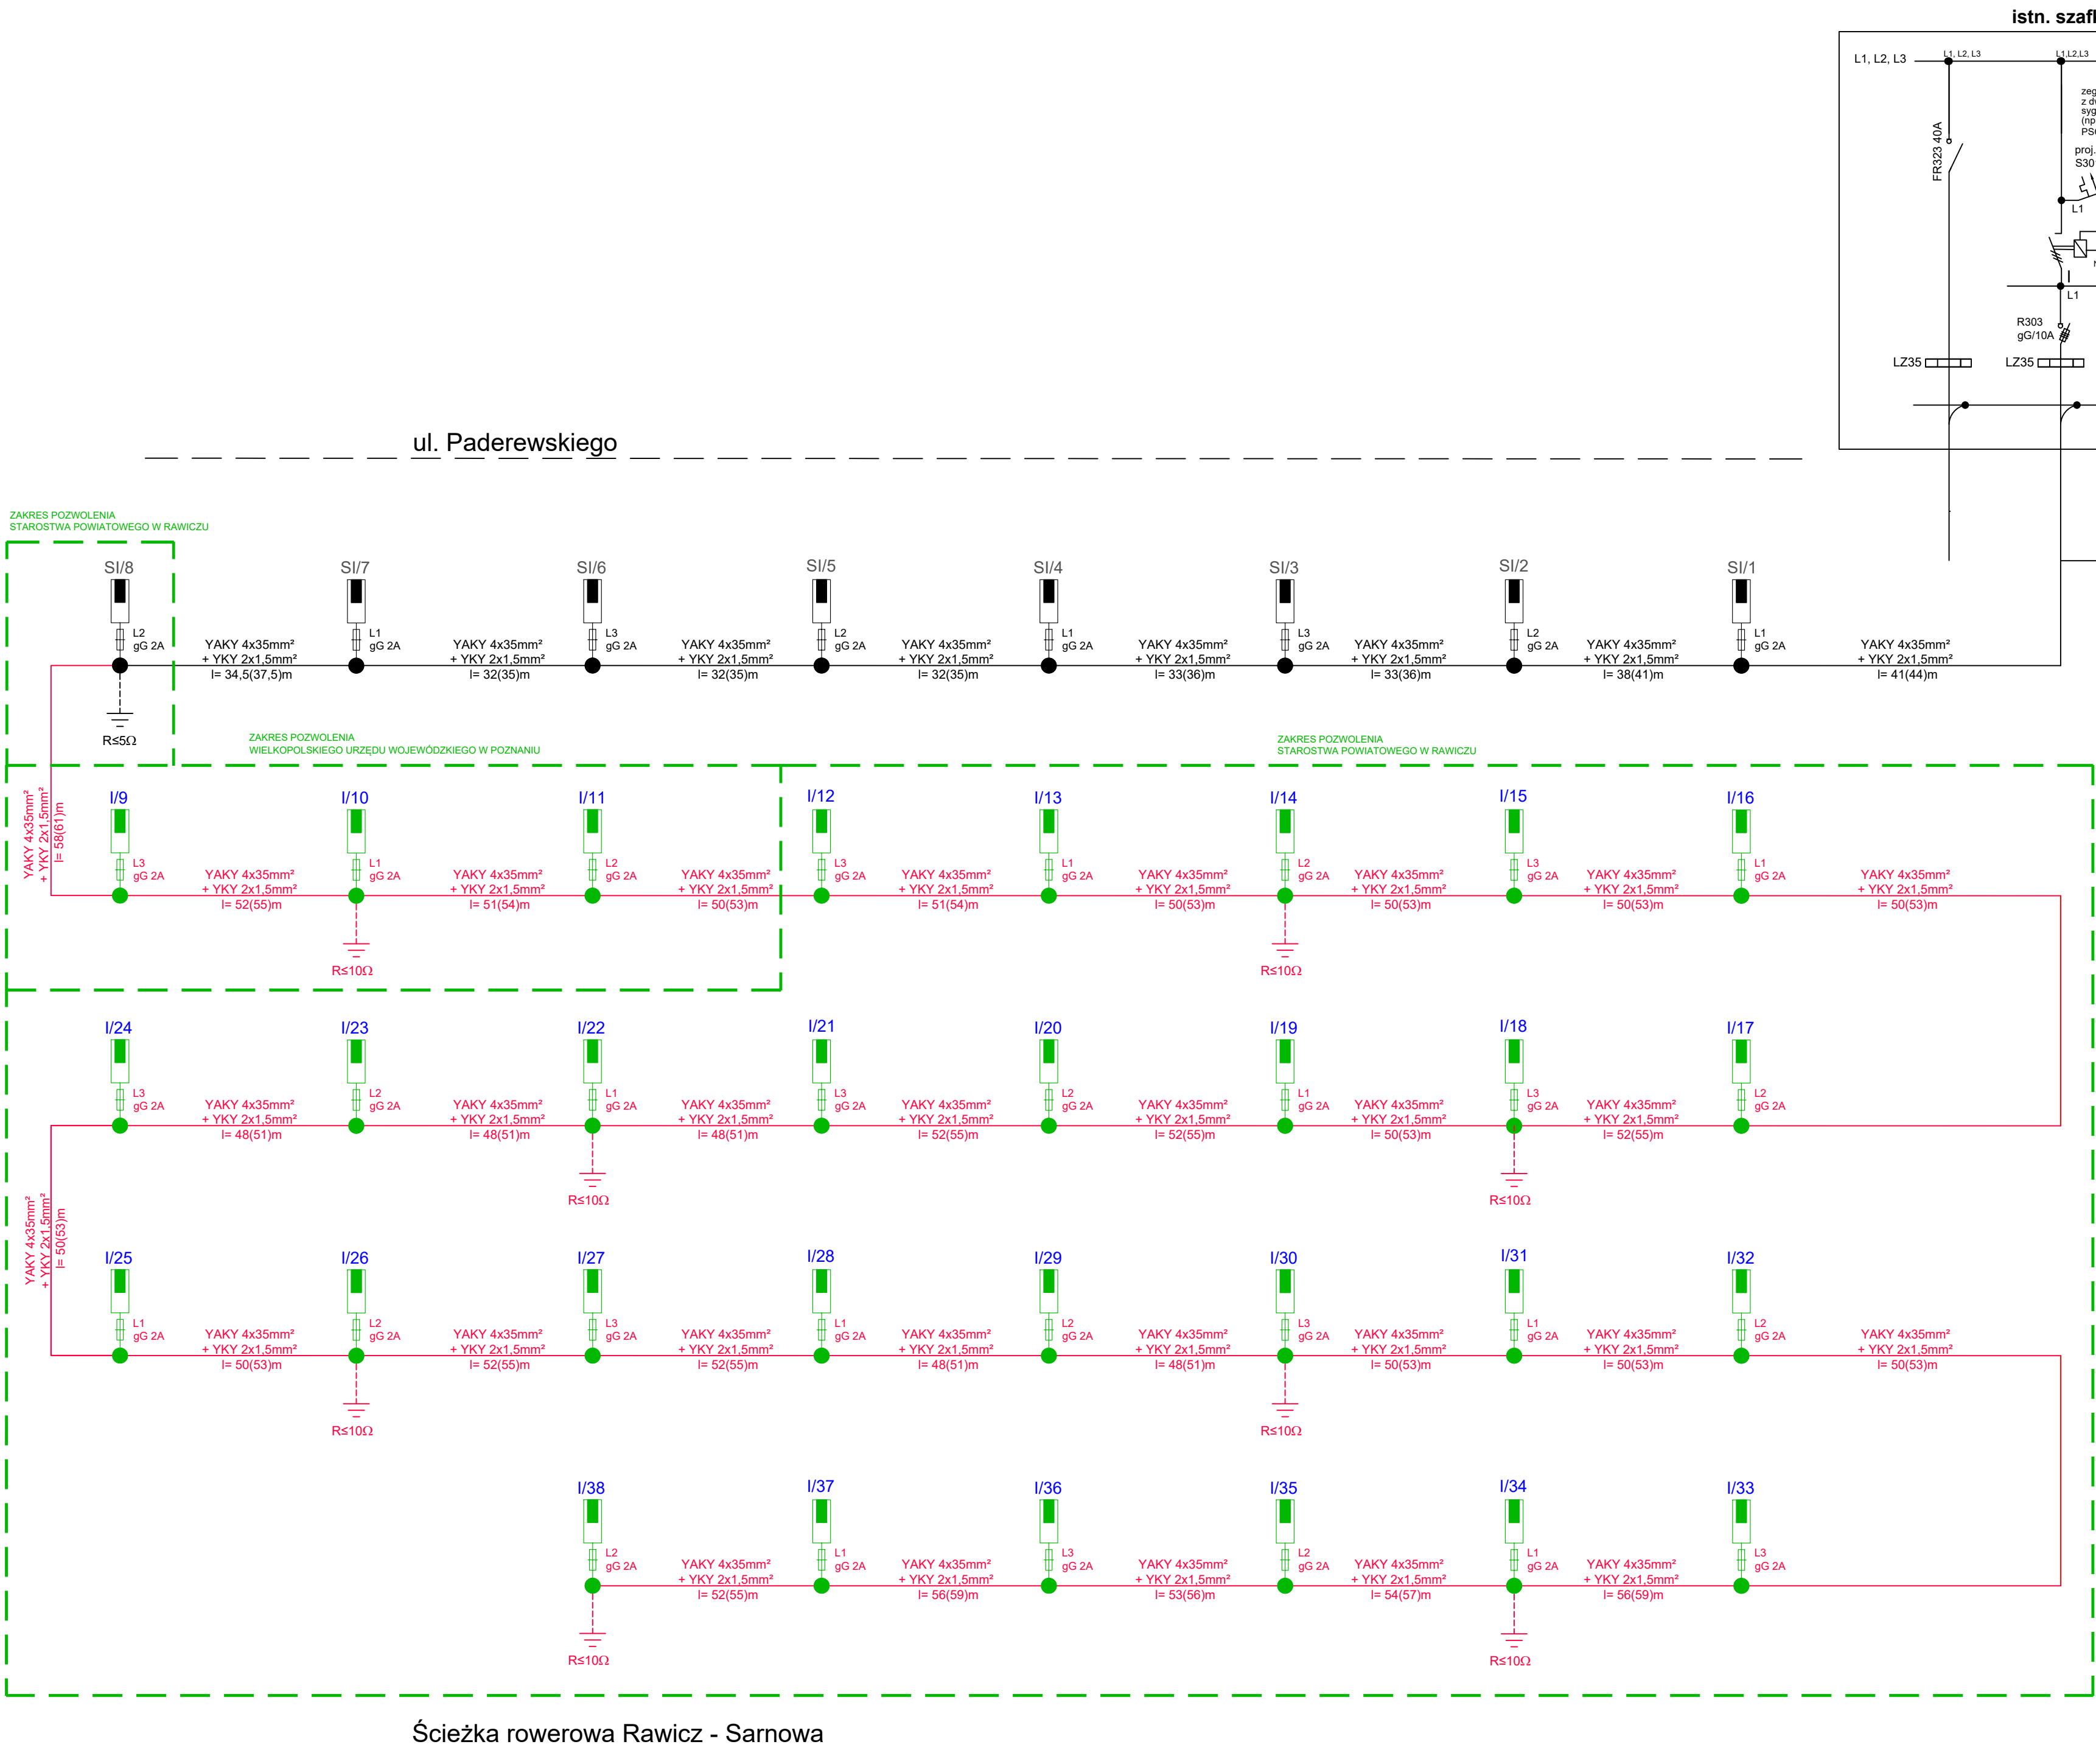 istn. szafk
L1, L2, L3
L1, L2, L3
L1,L2,L3
FR323 40A
proj.
L1
L1
R303
gG/10A
LZ35
LZ35
ul. Paderewskiego
ZAKRES POZWOLENIA
STAROSTWA POWIATOWEGO W RAWICZU
SI/8
SI/7
SI/6
SI/5
SI/4
SI/3
SI/2
SI/1
L2
gG 2A
L1
gG 2A
L3
gG 2A
L2
gG 2A
L1
gG 2A
L3
gG 2A
L2
gG 2A
L1
gG 2A
YAKY 4x35mm²
+ YKY 2x1,5mm²
l= 34,5(37,5)m
YAKY 4x35mm²
+ YKY 2x1,5mm²
l= 32(35)m
YAKY 4x35mm²
+ YKY 2x1,5mm²
l= 32(35)m
YAKY 4x35mm²
+ YKY 2x1,5mm²
l= 32(35)m
YAKY 4x35mm²
+ YKY 2x1,5mm²
l= 33(36)m
YAKY 4x35mm²
+ YKY 2x1,5mm²
l= 33(36)m
YAKY 4x35mm²
+ YKY 2x1,5mm²
l= 38(41)m
YAKY 4x35mm²
+ YKY 2x1,5mm²
l= 41(44)m
R≤5Ω
ZAKRES POZWOLENIA
WIELKOPOLSKIEGO URZĘDU WOJEWÓDZKIEGO W POZNANIU
ZAKRES POZWOLENIA
STAROSTWA POWIATOWEGO W RAWICZU
YAKY 4x35mm²
+ YKY 2x1,5mm²
l= 58(61)m
I/9
I/10
I/11
I/12
I/13
I/14
I/15
I/16
L3
gG 2A
L1
gG 2A
L2
gG 2A
L3
gG 2A
L1
gG 2A
L2
gG 2A
L3
gG 2A
L1
gG 2A
YAKY 4x35mm²
+ YKY 2x1,5mm²
l= 52(55)m
YAKY 4x35mm²
+ YKY 2x1,5mm²
l= 51(54)m
YAKY 4x35mm²
+ YKY 2x1,5mm²
l= 50(53)m
YAKY 4x35mm²
+ YKY 2x1,5mm²
l= 51(54)m
YAKY 4x35mm²
+ YKY 2x1,5mm²
l= 50(53)m
YAKY 4x35mm²
+ YKY 2x1,5mm²
l= 50(53)m
YAKY 4x35mm²
+ YKY 2x1,5mm²
l= 50(53)m
YAKY 4x35mm²
+ YKY 2x1,5mm²
l= 50(53)m
R≤10Ω
R≤10Ω
I/24
I/23
I/22
I/21
I/20
I/19
I/18
I/17
L3
gG 2A
L2
gG 2A
L1
gG 2A
L3
gG 2A
L2
gG 2A
L1
gG 2A
L3
gG 2A
L2
gG 2A
YAKY 4x35mm²
+ YKY 2x1,5mm²
l= 48(51)m
YAKY 4x35mm²
+ YKY 2x1,5mm²
l= 48(51)m
YAKY 4x35mm²
+ YKY 2x1,5mm²
l= 48(51)m
YAKY 4x35mm²
+ YKY 2x1,5mm²
l= 52(55)m
YAKY 4x35mm²
+ YKY 2x1,5mm²
l= 52(55)m
YAKY 4x35mm²
+ YKY 2x1,5mm²
l= 50(53)m
YAKY 4x35mm²
+ YKY 2x1,5mm²
l= 52(55)m
R≤10Ω
R≤10Ω
YAKY 4x35mm²
+ YKY 2x1,5mm²
l= 50(53)m
I/25
I/26
I/27
I/28
I/29
I/30
I/31
I/32
L1
gG 2A
L2
gG 2A
L3
gG 2A
L1
gG 2A
L2
gG 2A
L3
gG 2A
L1
gG 2A
L2
gG 2A
YAKY 4x35mm²
+ YKY 2x1,5mm²
l= 50(53)m
YAKY 4x35mm²
+ YKY 2x1,5mm²
l= 52(55)m
YAKY 4x35mm²
+ YKY 2x1,5mm²
l= 52(55)m
YAKY 4x35mm²
+ YKY 2x1,5mm²
l= 48(51)m
YAKY 4x35mm²
+ YKY 2x1,5mm²
l= 48(51)m
YAKY 4x35mm²
+ YKY 2x1,5mm²
l= 50(53)m
YAKY 4x35mm²
+ YKY 2x1,5mm²
l= 50(53)m
YAKY 4x35mm²
+ YKY 2x1,5mm²
l= 50(53)m
R≤10Ω
R≤10Ω
I/38
I/37
I/36
I/35
I/34
I/33
L2
gG 2A
L1
gG 2A
L3
gG 2A
L2
gG 2A
L1
gG 2A
L3
gG 2A
YAKY 4x35mm²
+ YKY 2x1,5mm²
l= 52(55)m
YAKY 4x35mm²
+ YKY 2x1,5mm²
l= 56(59)m
YAKY 4x35mm²
+ YKY 2x1,5mm²
l= 53(56)m
YAKY 4x35mm²
+ YKY 2x1,5mm²
l= 54(57)m
YAKY 4x35mm²
+ YKY 2x1,5mm²
l= 56(59)m
R≤10Ω
R≤10Ω
Ścieżka rowerowa Rawicz - Sarnowa